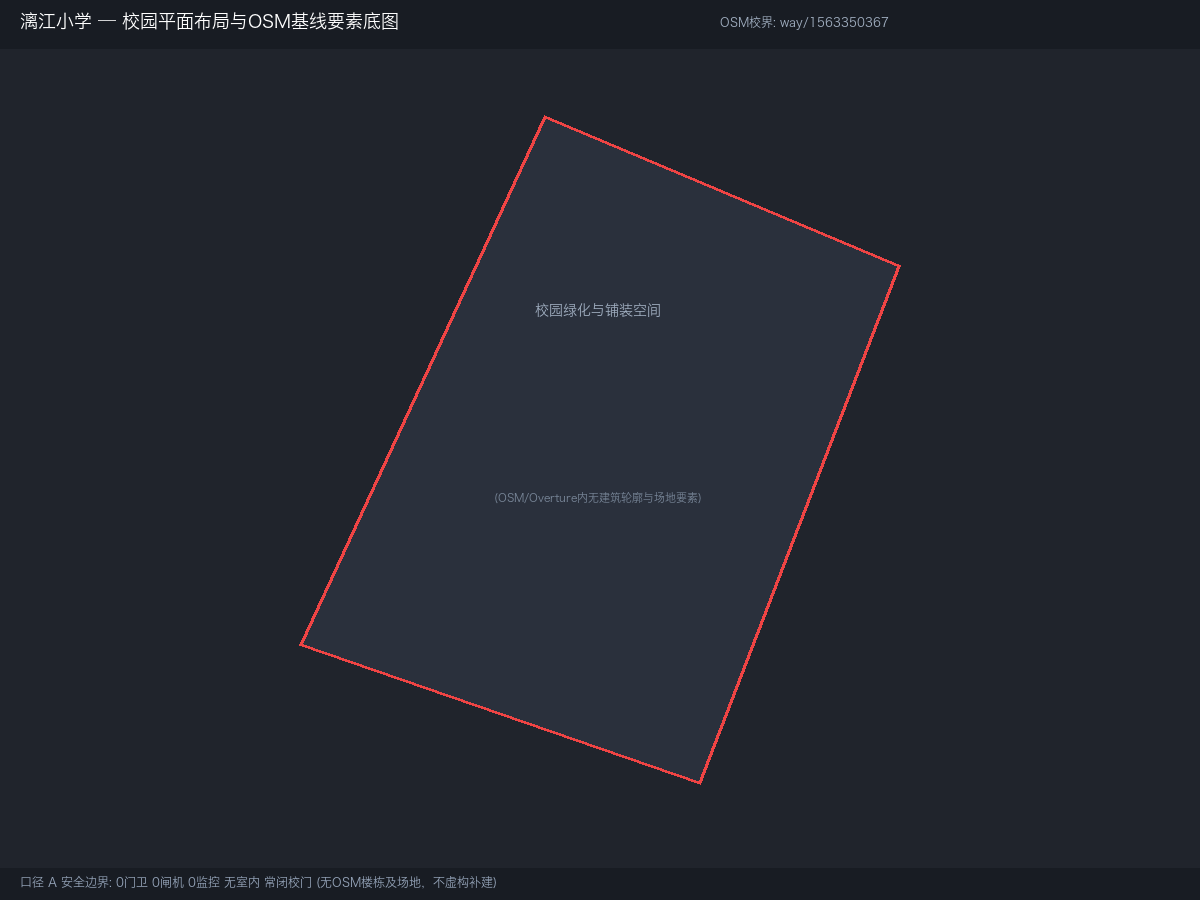 漓江小学 — 校园平面布局与OSM基线要素底图
OSM校界: way/1563350367
校园绿化与铺装空间
(OSM/Overture内无建筑轮廓与场地要素)
口径 A 安全边界: 0门卫 0闸机 0监控 无室内 常闭校门 (无OSM楼栋及场地，不虚构补建)